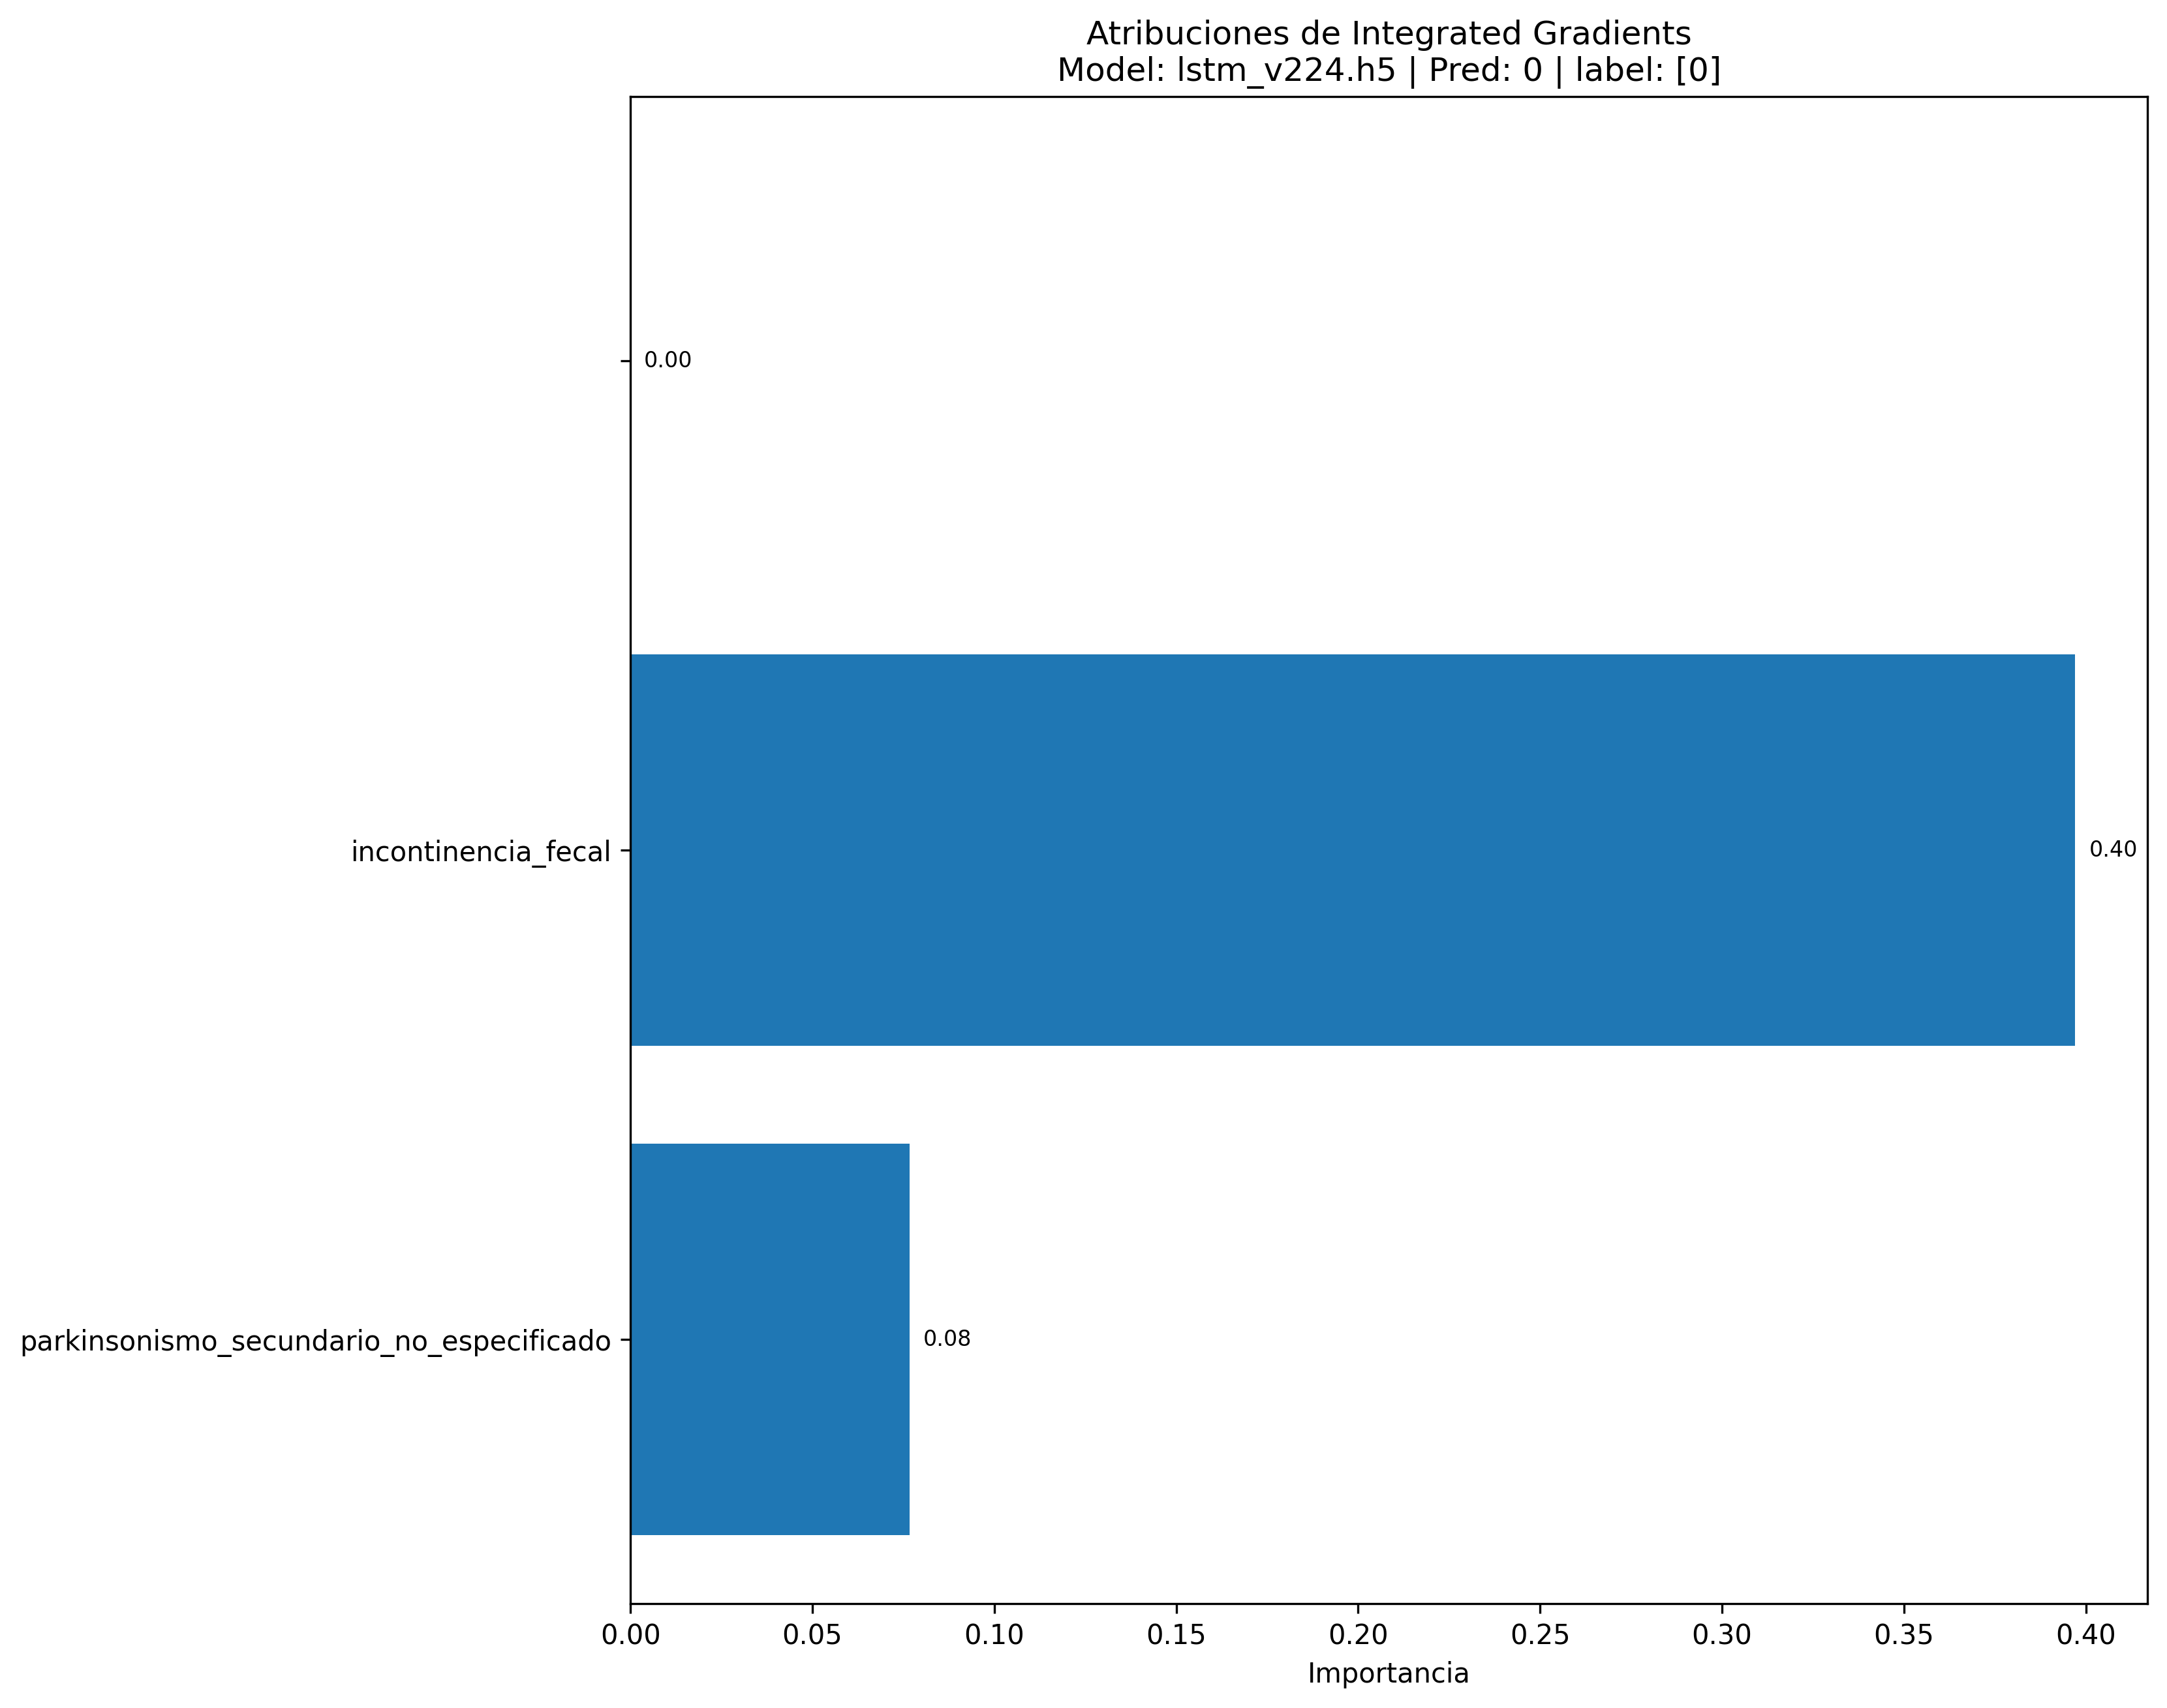 Atribuciones de Integrated Gradients
Model: lstm_v224.h5 | Pred: 0 | label: [0]
0.00
incontinencia_fecal
0.40
parkinsonismo_secundario_no_especificado
0.08
0.00 0.05 0.10 0.15 0.20 0.25 0.30 0.35 0.40
Importancia